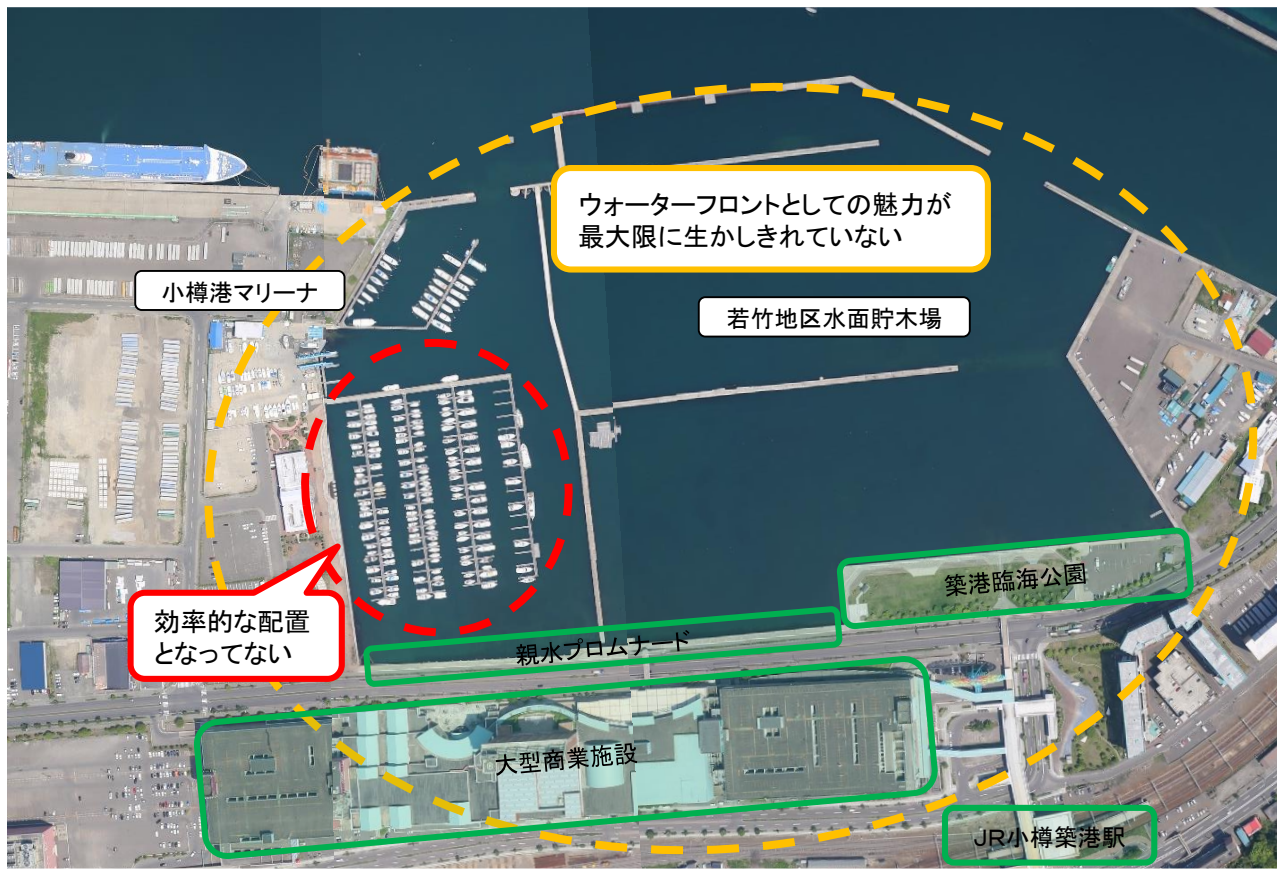 ウォーターフロントとしての魅力が
最大限に生かしきれていない
小樽港マリーナ
若竹地区水面貯木場
効率的な配置
となってない
築港臨海公園
親水プロムナード
大型商業施設
JR小樽築港駅